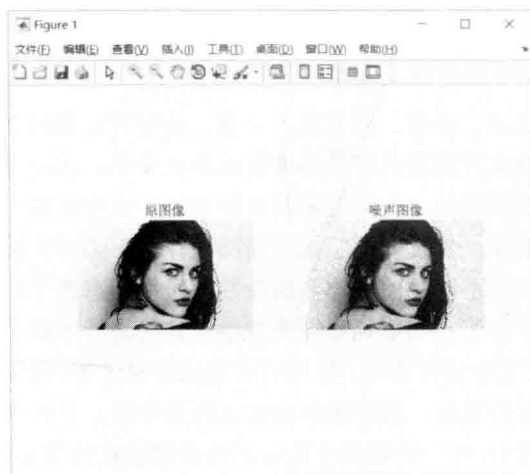 Figure 1
文件(F) 编辑(E) 查看(V) 插入(I) 工具(T) 桌面(D) 窗口(W) 帮助(H)
原图像 噪声图像